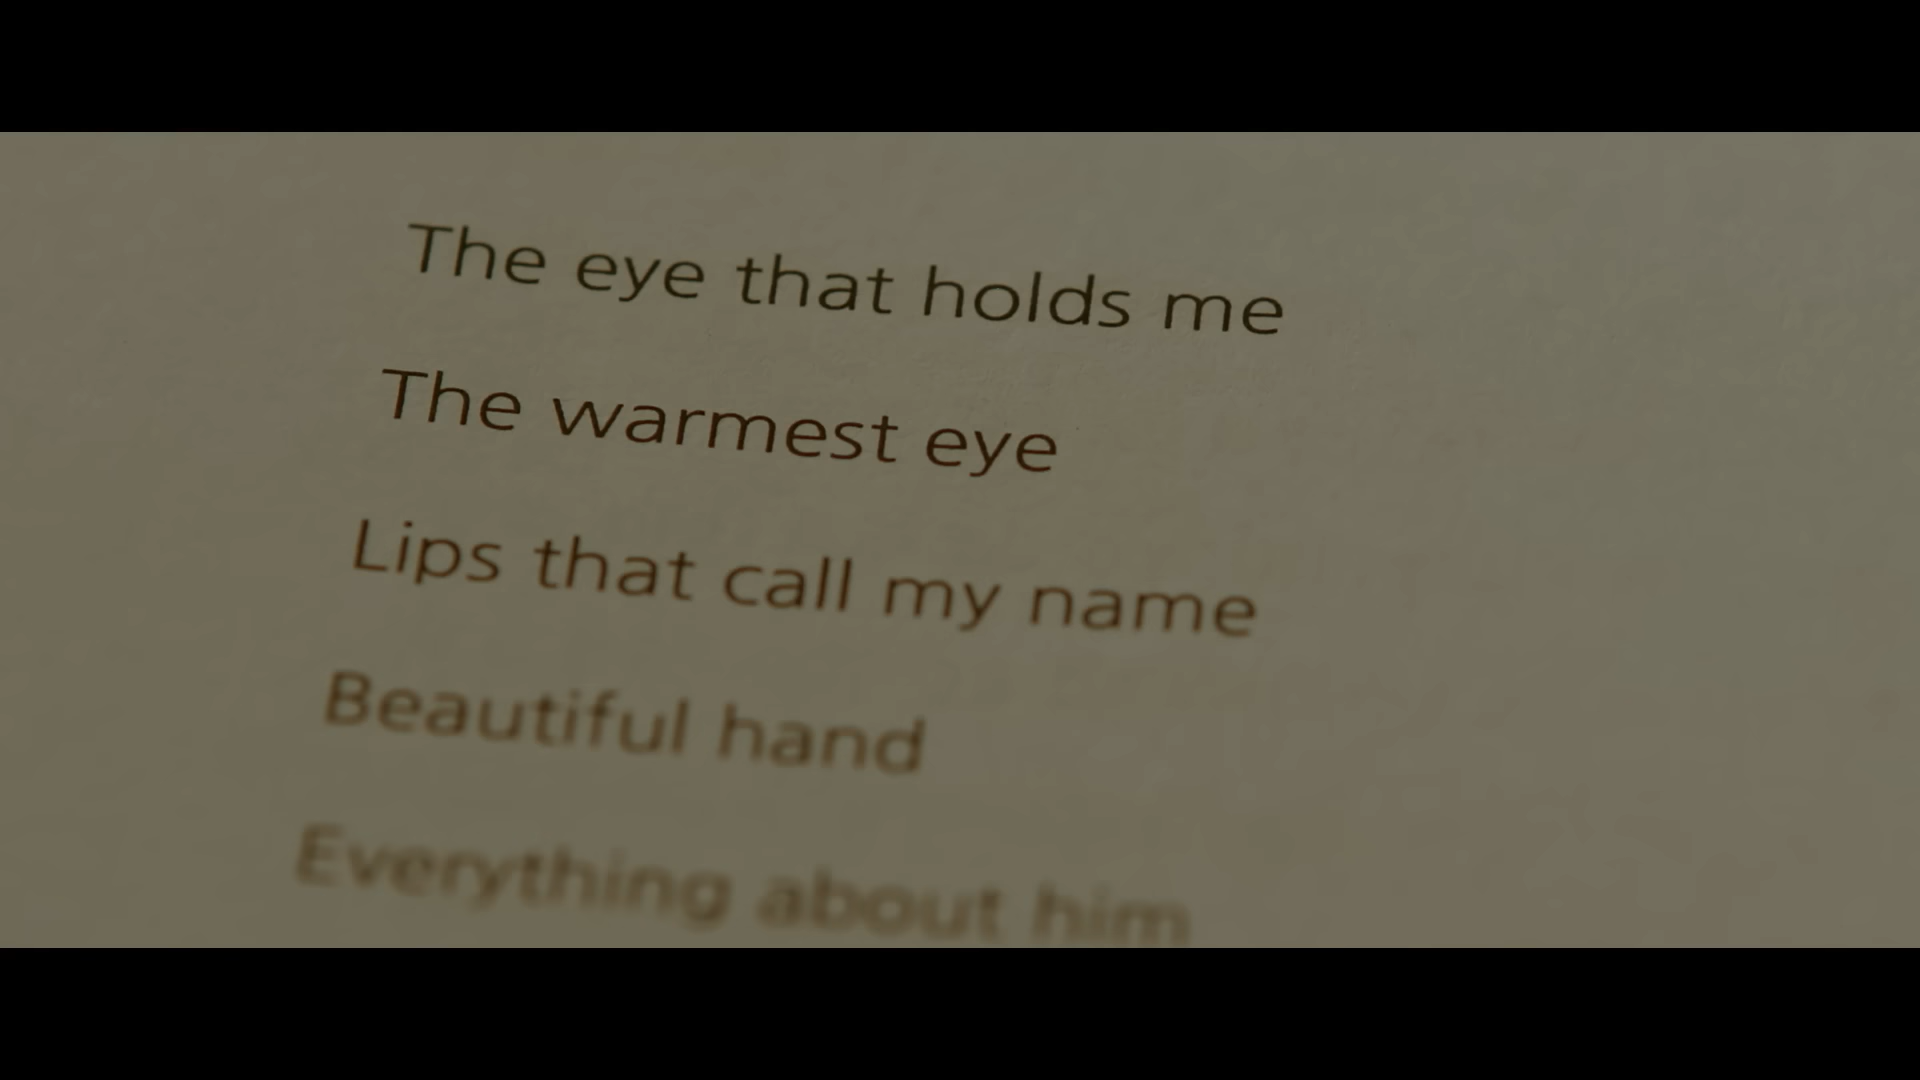 The eye that holds me
The warmest eye
Lips that call my name
Beautiful hand
Everything about him